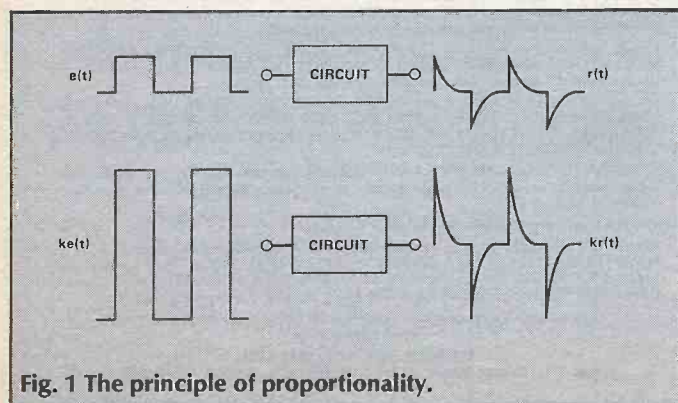 e(t)
CIRCUIT
r(t)
ke(t)
CIRCUIT
kr(t)
Fig. 1 The principle of proportionality.